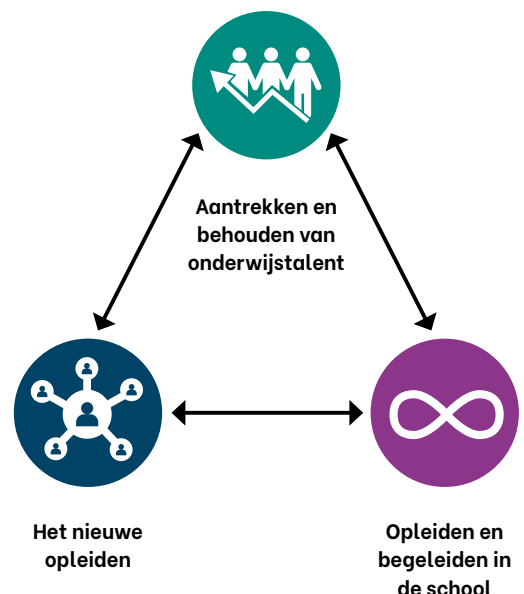 Aantrekken en
behouden van
onderwijstalent
Het nieuwe
opleiden
Opleiden en
begeleiden in
de school